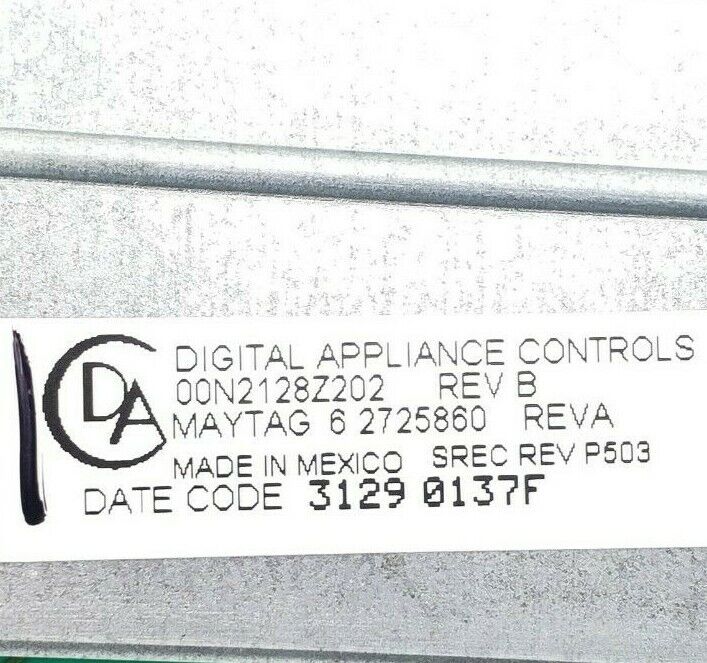 DAC
DIGITAL APPLIANCE CONTROLS
00N2128Z202 REV B
MAYTAG 6 2725860 REVA
MADE IN MEXICO SREC REV P503
DATE CODE 3129 0137F